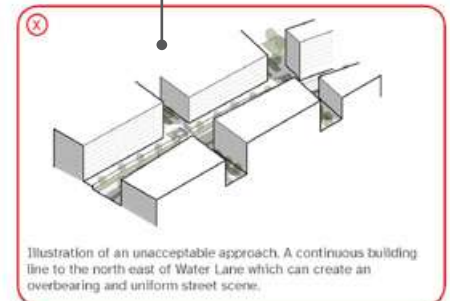 X
Illustration of an unacceptable approach. A continuous building
line to the north east of Water Lane which can create an
overbearing and uniform street scene.